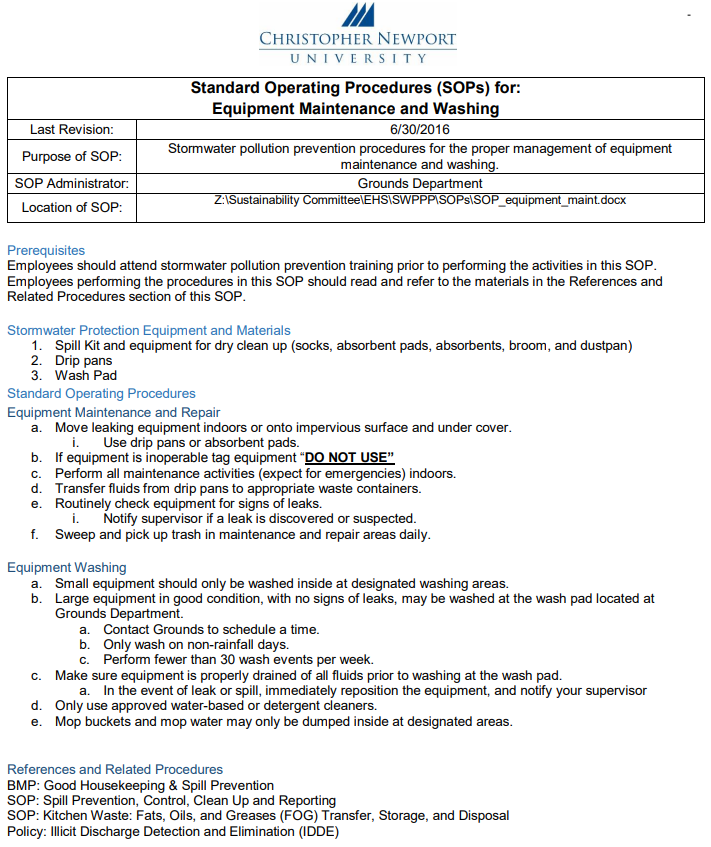 CHRISTOPHER NEWPORT
UNIVERSITY
-
Standard Operating Procedures (SOPs) for:
Equipment Maintenance and Washing
Last Revision: 6/30/2016
Purpose of SOP: Stormwater pollution prevention procedures for the proper management of equipment
maintenance and washing.
SOP Administrator: Grounds Department
Location of SOP: Z:\Sustainability Committee\EHS\SWPPP\SOPs\SOP_equipment_maint.docx
Prerequisites
Employees should attend stormwater pollution prevention training prior to performing the activities in this SOP.
Employees performing the procedures in this SOP should read and refer to the materials in the References and
Related Procedures section of this SOP.
Stormwater Protection Equipment and Materials
1. Spill Kit and equipment for dry clean up (socks, absorbent pads, absorbents, broom, and dustpan)
2. Drip pans
3. Wash Pad
Standard Operating Procedures
Equipment Maintenance and Repair
a. Move leaking equipment indoors or onto impervious surface and under cover.
i. Use drip pans or absorbent pads.
b. If equipment is inoperable tag equipment “DO NOT USE”
c. Perform all maintenance activities (expect for emergencies) indoors.
d. Transfer fluids from drip pans to appropriate waste containers.
e. Routinely check equipment for signs of leaks.
i. Notify supervisor if a leak is discovered or suspected.
f. Sweep and pick up trash in maintenance and repair areas daily.
Equipment Washing
a. Small equipment should only be washed inside at designated washing areas.
b. Large equipment in good condition, with no signs of leaks, may be washed at the wash pad located at
Grounds Department.
a. Contact Grounds to schedule a time.
b. Only wash on non-rainfall days.
c. Perform fewer than 30 wash events per week.
c. Make sure equipment is properly drained of all fluids prior to washing at the wash pad.
a. In the event of leak or spill, immediately reposition the equipment, and notify your supervisor
d. Only use approved water-based or detergent cleaners.
e. Mop buckets and mop water may only be dumped inside at designated areas.
References and Related Procedures
BMP: Good Housekeeping & Spill Prevention
SOP: Spill Prevention, Control, Clean Up and Reporting
SOP: Kitchen Waste: Fats, Oils, and Greases (FOG) Transfer, Storage, and Disposal
Policy: Illicit Discharge Detection and Elimination (IDDE)